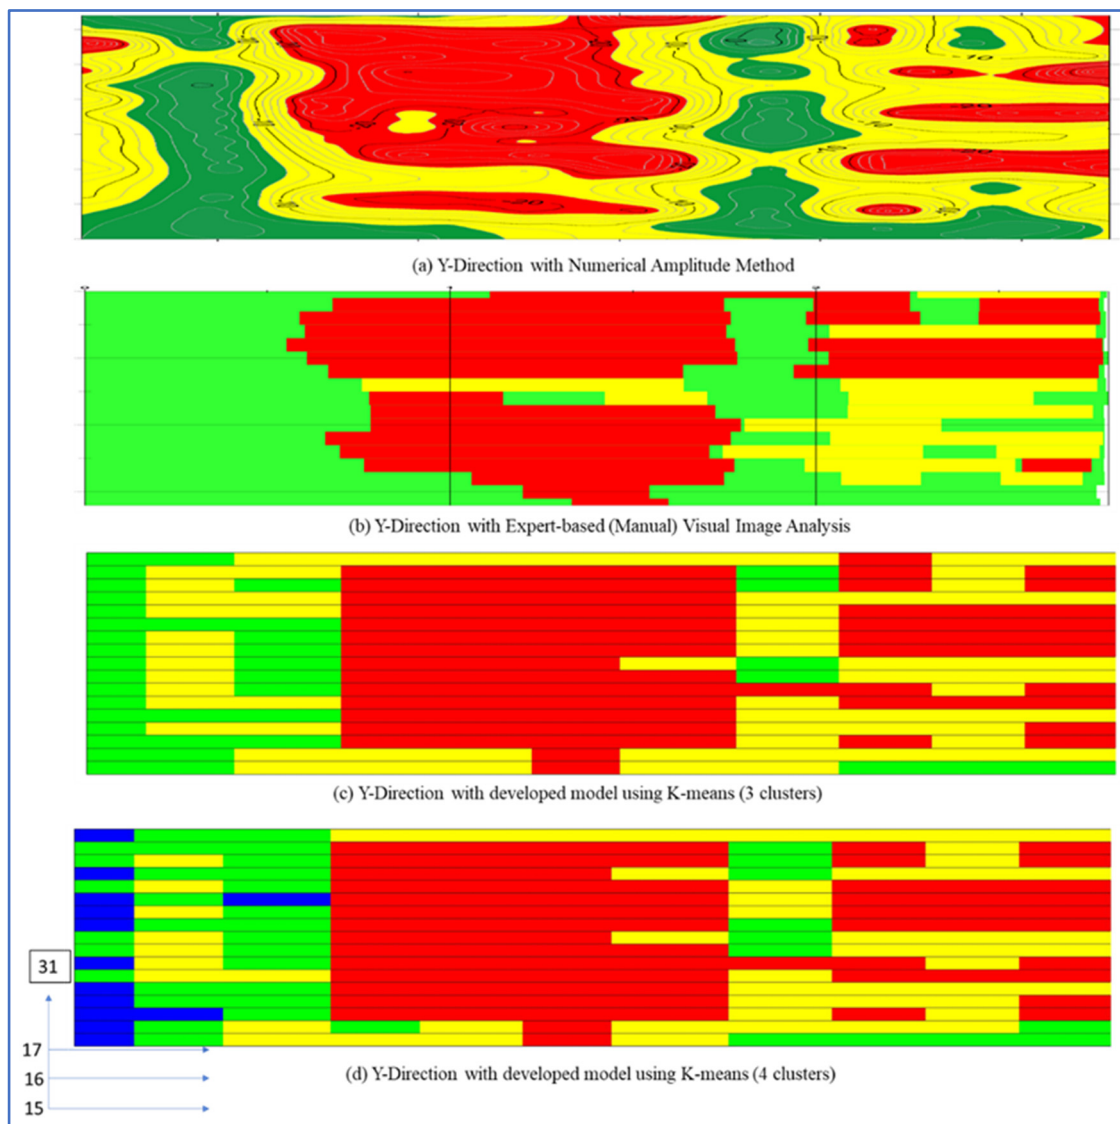 (a) Y-Direction with Numerical Amplitude Method
(b) Y-Direction with Expert-based (Manual) Visual Image Analysis
(c) Y-Direction with developed model using K-means (3 clusters)
31
17
(d) Y-Direction with developed model using K-means (4 clusters)
16
15